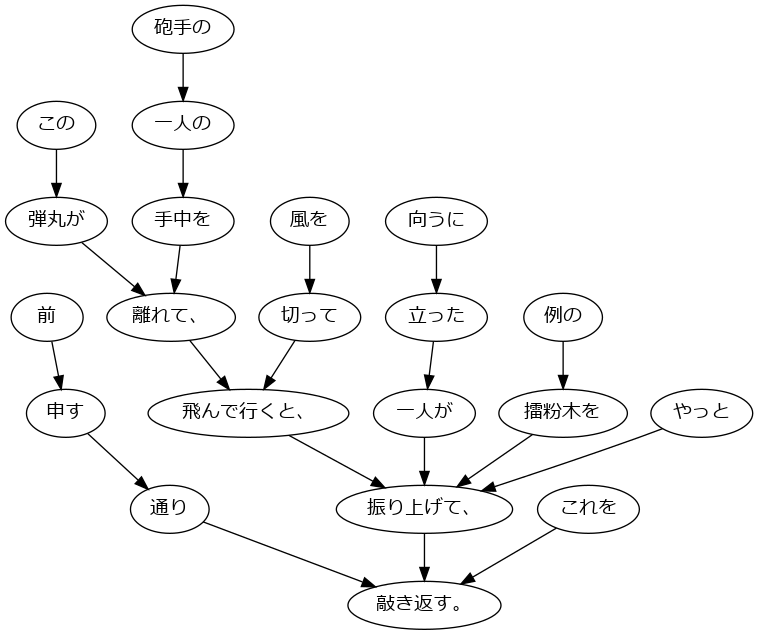 砲手の
この
一人の
弾丸が
手中を
風を
向うに
前
離れて、
切って
立った
例の
申す
飛んで行くと、
一人が
擂粉木を
やっと
通り
振り上げて、
これを
敲き返す。